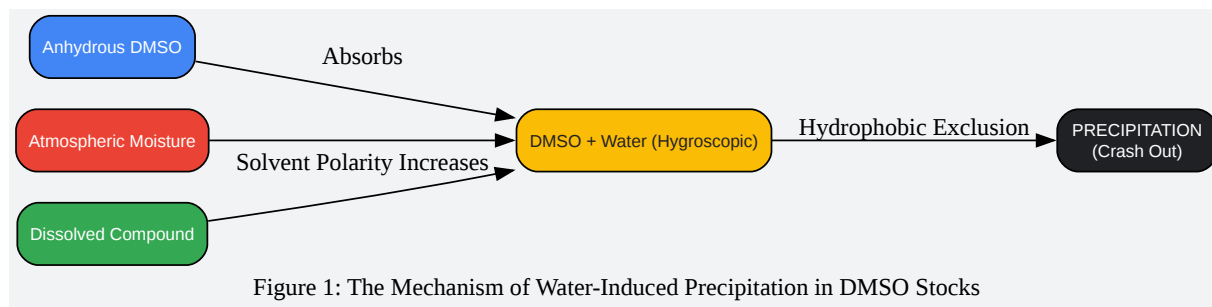 Anhydrous DMSO
Absorbs
Atmospheric Moisture
Solvent Polarity Increases
Dissolved Compound
DMSO + Water (Hygroscopic)
Hydrophobic Exclusion
PRECIPITATION
(Crash Out)
Figure 1: The Mechanism of Water-Induced Precipitation in DMSO Stocks